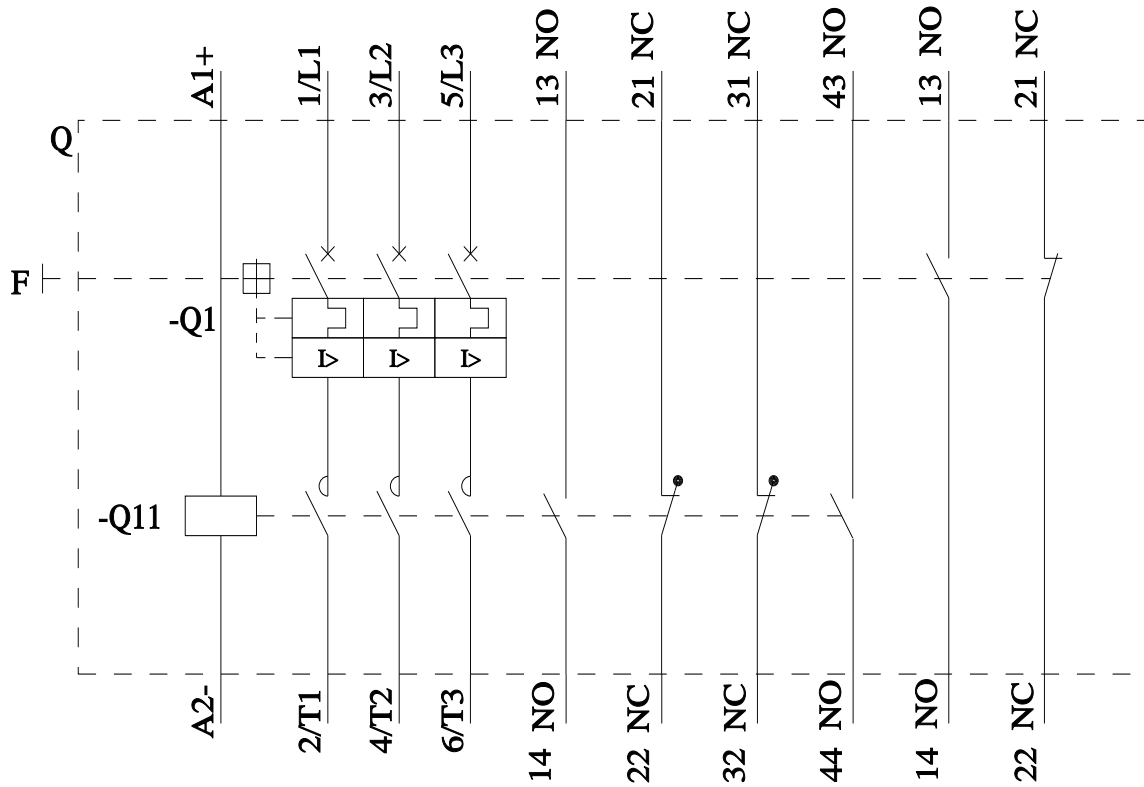 A1+
1/L1
3/L2
5/L3
13 NO
21 NC
31 NC
43 NO
13 NO
21 NC
Q
F
-Q1
I>
I>
I>
-Q11
A2-
2/T1
4/T2
6/T3
14 NO
22 NC
32 NC
44 NO
14 NO
22 NC